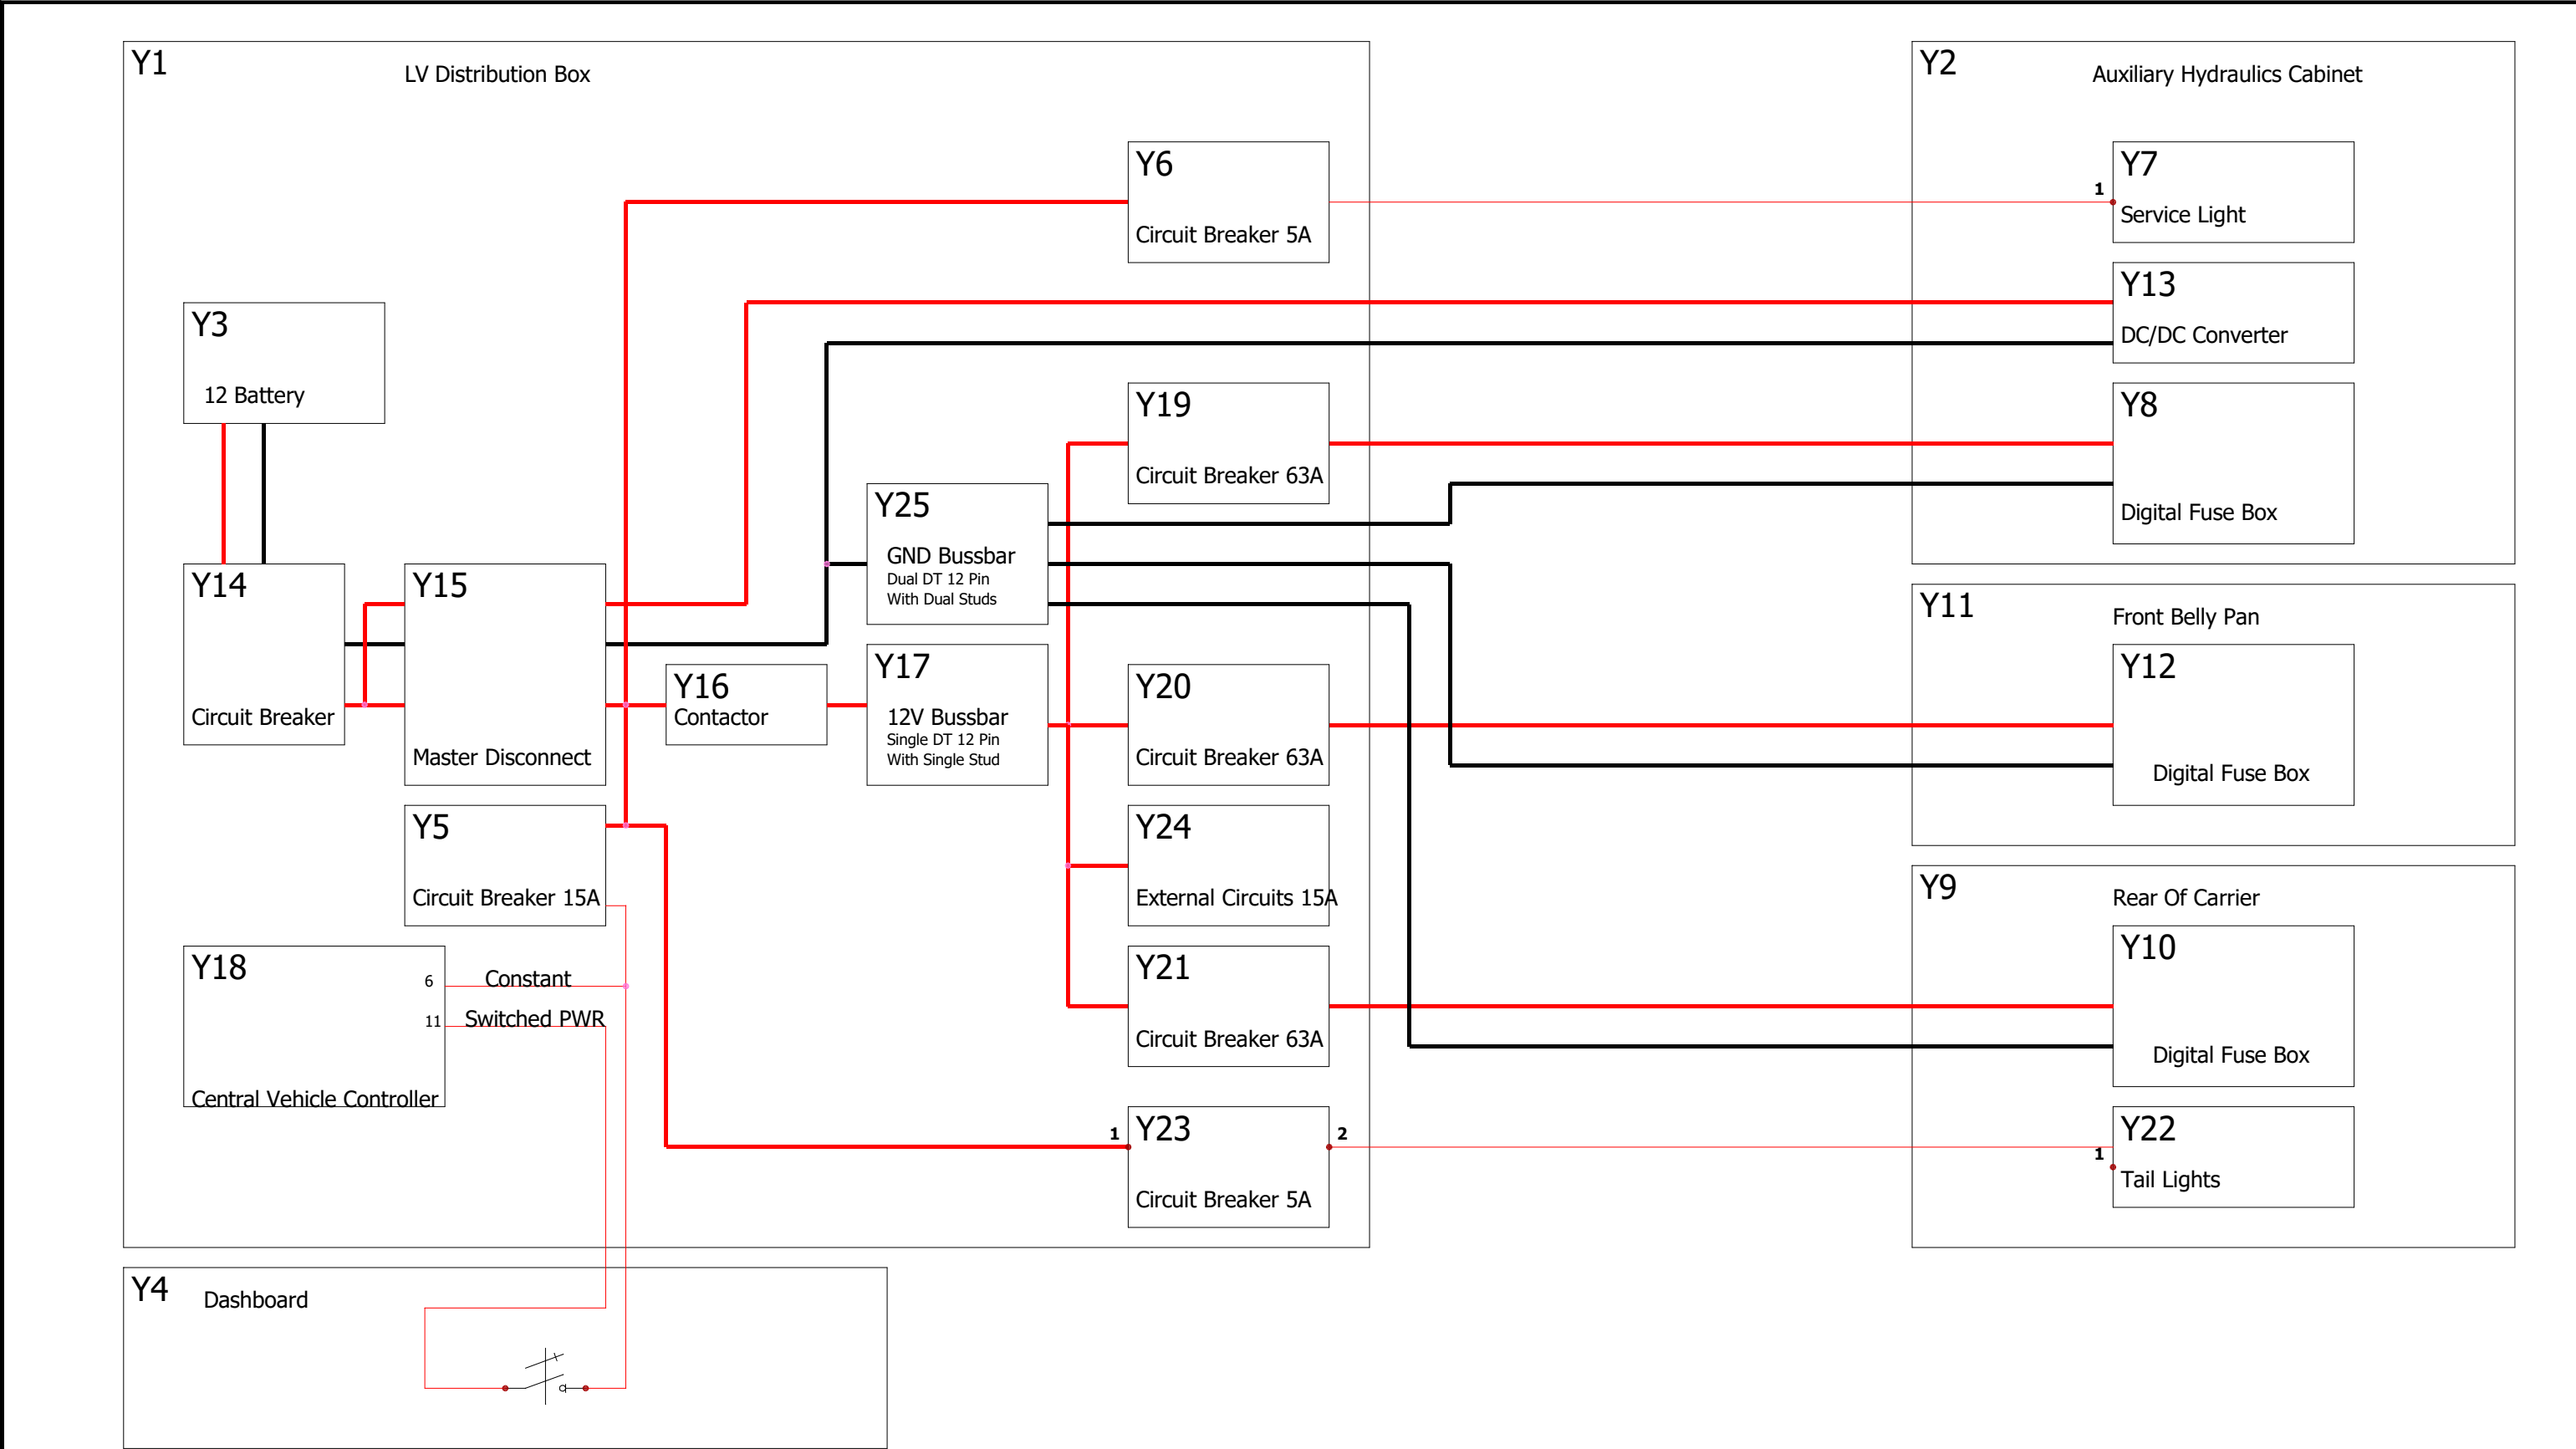 Y1
LV Distribution Box
Y2
Auxiliary Hydraulics Cabinet
Y6
Circuit Breaker 5A
1
Y7
Service Light
Y13
DC/DC Converter
Y3
12 Battery
Y19
Circuit Breaker 63A
Y8
Digital Fuse Box
Y25
GND Bussbar
Dual DT 12 Pin
With Dual Studs
Y14
Circuit Breaker
Y15
Master Disconnect
Y16
Contactor
Y17
12V Bussbar
Single DT 12 Pin
With Single Stud
Y20
Circuit Breaker 63A
Y11
Front Belly Pan
Y12
Digital Fuse Box
Y5
Circuit Breaker 15A
Y24
External Circuits 15A
Y9
Rear Of Carrier
Y10
Digital Fuse Box
Y18
6
Constant
11
Switched PWR
Central Vehicle Controller
Y21
Circuit Breaker 63A
1
Y23
2
Circuit Breaker 5A
Y22
1
Tail Lights
Y4
Dashboard